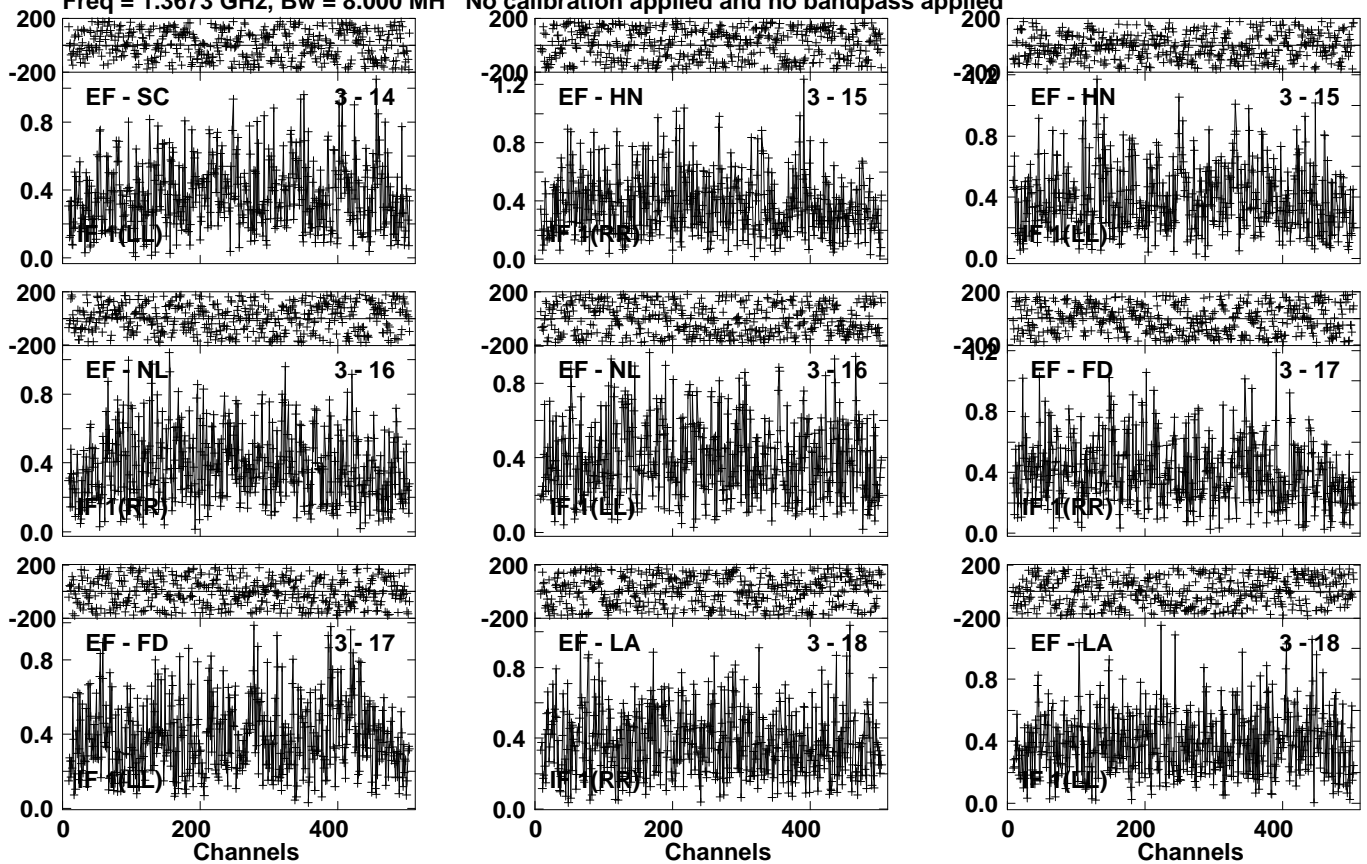 Freq = 1.3673 GHz, Bw = 8.000 MH No calibration applied and no bandpass applied
200
-200
EF - SC 3 - 14
0.8
0.4
IF 1(LL)
0.0
200
-200
1.2
EF - HN 3 - 15
0.8
0.4
IF 1(RR)
0.0
200
-200
1.2
EF - HN 3 - 15
0.8
0.4
IF 1(LL)
0.0
200
-200
EF - NL 3 - 16
0.8
0.4
IF 1(RR)
0.0
200
-200
EF - NL 3 - 16
0.8
0.4
IF 1(LL)
0.0
200
-200
1.2
EF - FD 3 - 17
0.8
0.4
IF 1(RR)
0.0
200
-200
EF - FD 3 - 17
0.8
0.4
IF 1(LL)
0.0
0 200 400
Channels
200
-200
EF - LA 3 - 18
0.8
0.4
IF 1(RR)
0.0
0 200 400
Channels
200
-200
EF - LA 3 - 18
0.8
0.4
IF 1(LL)
0.0
0 200 400
Channels